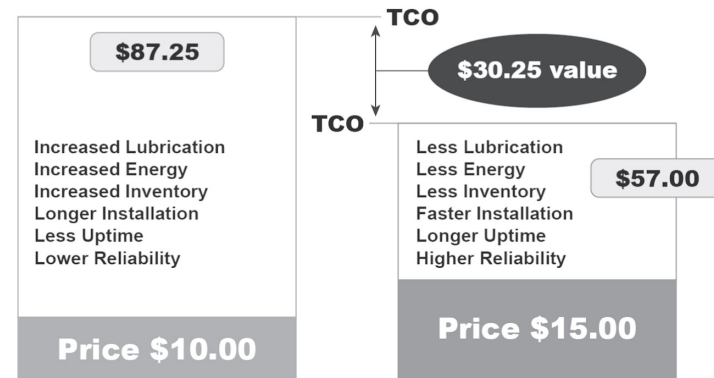 TCO
$87.25
$30.25 value
TCO
Increased Lubrication
Increased Energy
Increased Inventory
Longer Installation
Less Uptime
Lower Reliability
Less Lubrication
Less Energy
Less Inventory
Faster Installation
Longer Uptime
Higher Reliability
$57.00
Price $10.00
Price $15.00